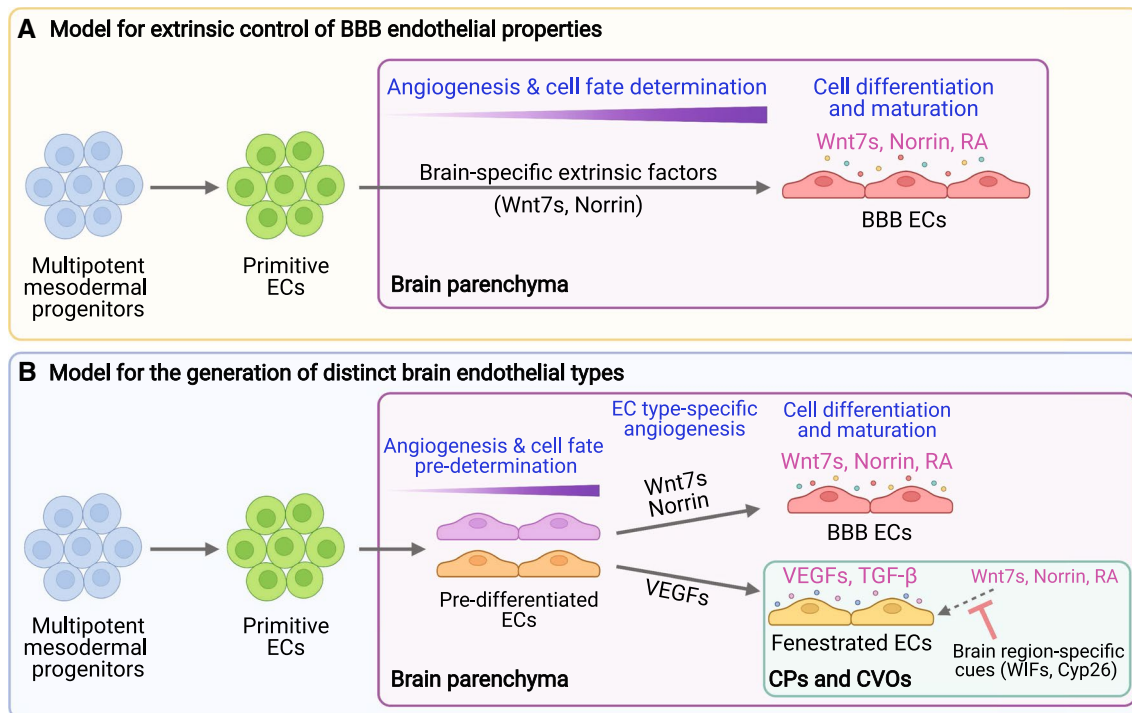 A Model for extrinsic control of BBB endothelial properties
Angiogenesis & cell fate determination
Cell differentiation
and maturation
Wnt7s, Norrin, RA
Brain-specific extrinsic factors
(Wnt7s, Norrin)
BBB ECs
Multipotent
mesodermal
progenitors
Primitive
ECs
Brain parenchyma
B Model for the generation of distinct brain endothelial types
Angiogenesis & cell fate
pre-determination
EC type-specific
angiogenesis
Cell differentiation
and maturation
Wnt7s, Norrin, RA
Wnt7s
Norrin
BBB ECs
VEGFs
VEGFs, TGF-β
Wnt7s, Norrin, RA
Pre-differentiated
ECs
Fenestrated ECs
Brain region-specific
cues (WIFs, Cyp26)
CPs and CVOs
Multipotent
mesodermal
progenitors
Primitive
ECs
Brain parenchyma